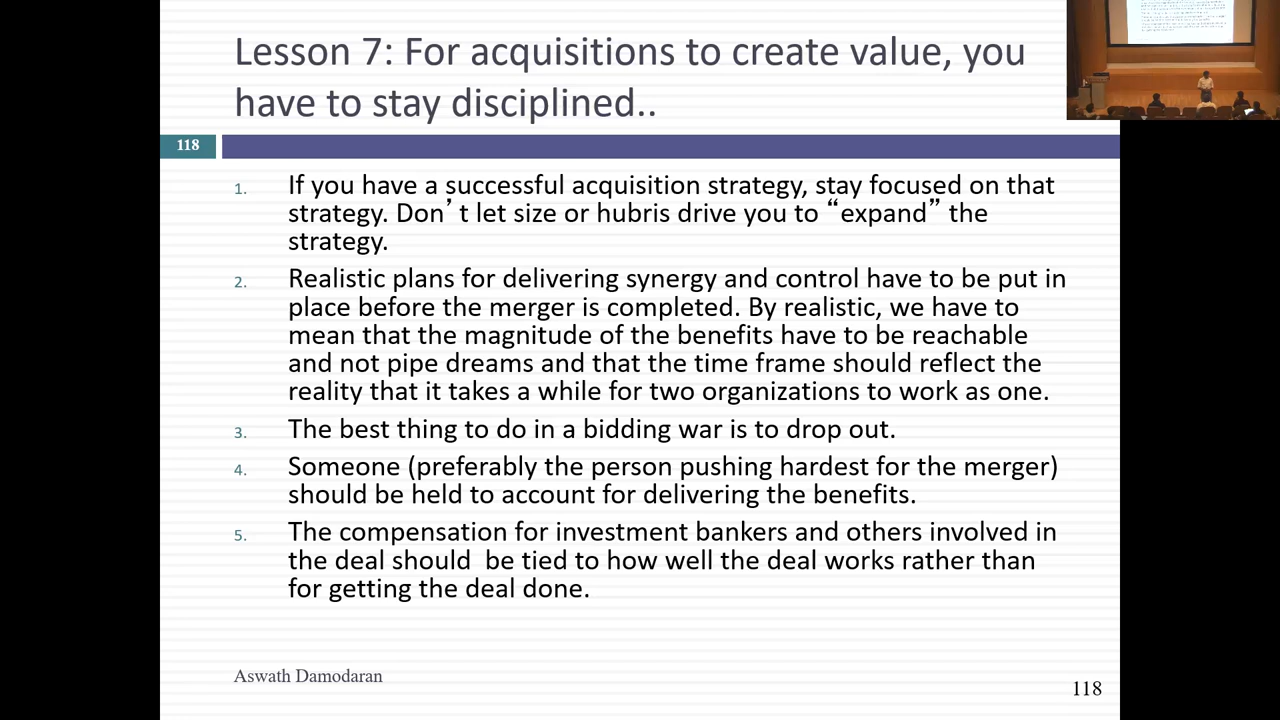 Lesson 7: For acquisitions to create value, you
have to stay disciplined..
118
1. If you have a successful acquisition strategy, stay focused on that
strategy. Don’t let size or hubris drive you to “expand” the
strategy.
2. Realistic plans for delivering synergy and control have to be put in
place before the merger is completed. By realistic, we have to
mean that the magnitude of the benefits have to be reachable
and not pipe dreams and that the time frame should reflect the
reality that it takes a while for two organizations to work as one.
3. The best thing to do in a bidding war is to drop out.
4. Someone (preferably the person pushing hardest for the merger)
should be held to account for delivering the benefits.
5. The compensation for investment bankers and others involved in
the deal should  be tied to how well the deal works rather than
for getting the deal done.
Aswath Damodaran
118